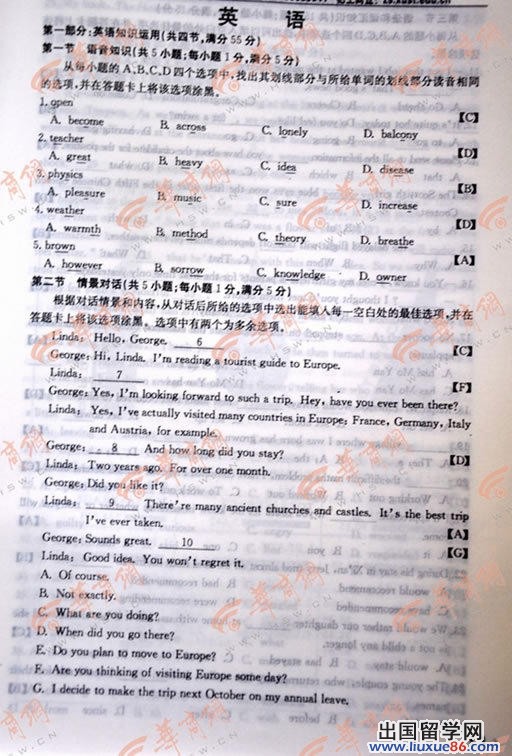 英 语
第一部分:英语知识运用(共四节,满分 55 分)
第一节 语音知识(共 5 小题;每小题 1 分,满分 5 分)
从每小题的 A、B、C、D 四个选项中,找出其划线部分与所给单词的划线部分读音相同
的选项,并在答题卡上将该选项涂黑。
1. open 【C】
A. become B. across C. lonely D. balcony
2. teacher 【D】
A. great B. heavy C. idea D. disease
3. physics 【B】
A. pleasure B. music C. sure D. increase
4. weather 【D】
A. warmth B. method C. theory D. breathe
5. brown 【A】
A. however B. sorrow C. knowledge D. owner
第二节 情景对话(共 5 小题;每小题 1 分,满分 5 分)
根据对话情景和内容,从对话后所给的选项中选出能填入每一空白处的最佳选项,并在
答题卡上将该选项涂黑。选项中有两个为多余选项。
Linda: Hello, George. 6 【C】
George: Hi, Linda. I'm reading a tourist guide to Europe.
Linda: 7 【F】
George: Yes, I'm looking forward to such a trip. Hey, have you ever been there?
Linda: Yes, I've actually visited many countries in Europe; France, Germany, Italy
and Austria, for example.
George: 8 And how long did you stay? 【D】
Linda: Two years ago. For over one month.
George: Did you like it?
Linda: 9 There're many ancient churches and castles. It's the best trip
I've ever taken. 【A】
George: Sounds great. 10 【G】
Linda: Good idea. You won't regret it.
A. Of course.
B. Not exactly.
C. What are you doing?
D. When did you go there?
E. Do you plan to move to Europe?
F. Are you thinking of visiting Europe some day?
G. I decide to make the trip next October on my annual leave.
华商网
HSW.CN
出国留学网
www.liuxue86.com